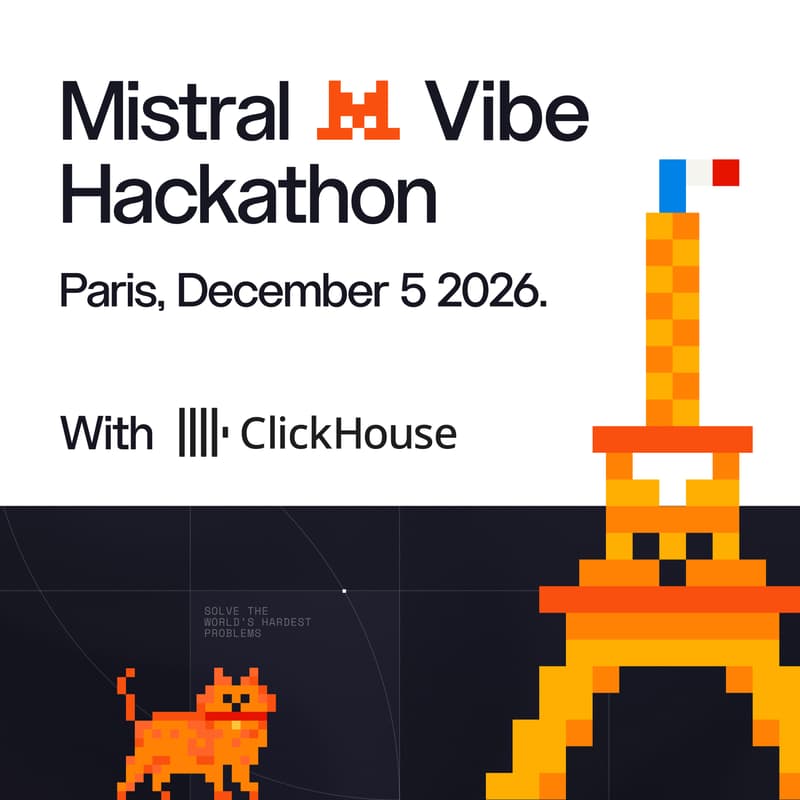 Mistral Vibe
Hackathon
Paris, December 5 2026.
With ClickHouse
SOLVE THE
WORLD'S HARDEST
PROBLEMS